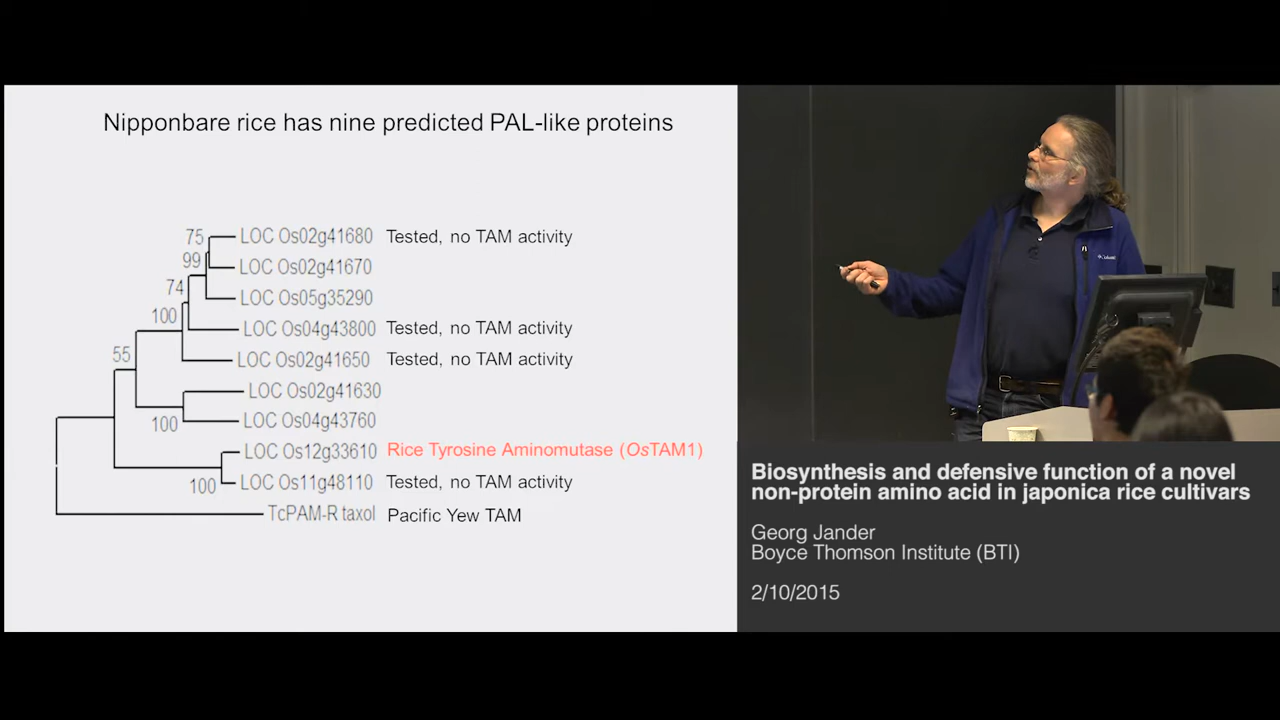 Nipponbare rice has nine predicted PAL-like proteins
75
LOC Os02g41680 Tested, no TAM activity
99
LOC Os02g41670
74
LOC Os05g35290
100
LOC Os04g43800 Tested, no TAM activity
55
LOC Os02g41650 Tested, no TAM activity
LOC Os02g41630
100
LOC Os04g43760
LOC Os12g33610 Rice Tyrosine Aminomutase (OsTAM1)
100
LOC Os11g48110 Tested, no TAM activity
TcPAM-R taxol Pacific Yew TAM
Biosynthesis and defensive function of a novel
non-protein amino acid in japonica rice cultivars
Georg Jander
Boyce Thomson Institute (BTI)
2/10/2015